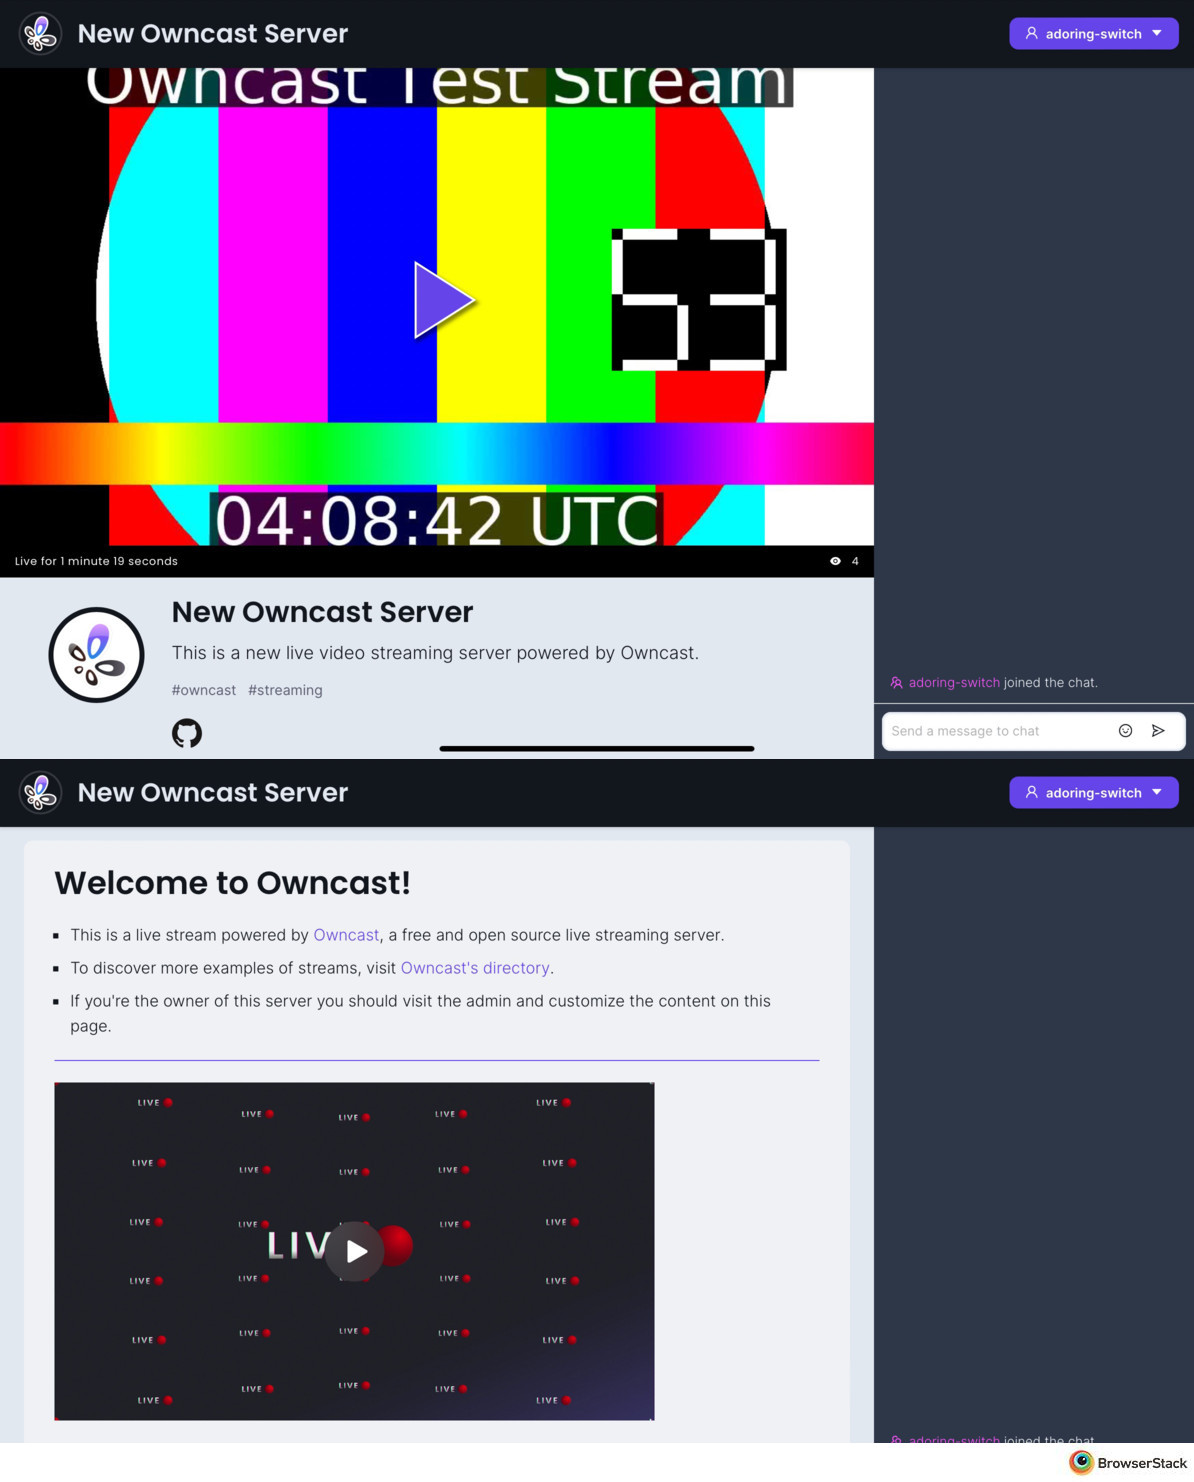 New Owncast Server
adoring-switch
Owncast Test Stream
53
04:08:42 UTC
Live for 1 minute 19 seconds
4
New Owncast Server
This is a new live video streaming server powered by Owncast.
#owncast #streaming
adoring-switch joined the chat.
Send a message to chat
New Owncast Server
adoring-switch
Welcome to Owncast!
This is a live stream powered by Owncast, a free and open source live streaming server.
To discover more examples of streams, visit Owncast's directory.
If you're the owner of this server you should visit the admin and customize the content on this
page.
LIVE LIVE LIVE LIVE LIVE
LIVE LIVE LIVE LIVE LIVE
LIVE LIVE LIVE LIVE
LIV
LIVE LIVE LIVE LIVE
LIVE LIVE LIVE LIVE LIVE
LIVE LIVE LIVE LIVE LIVE
adoring-switch joined the chat.
BrowserStack